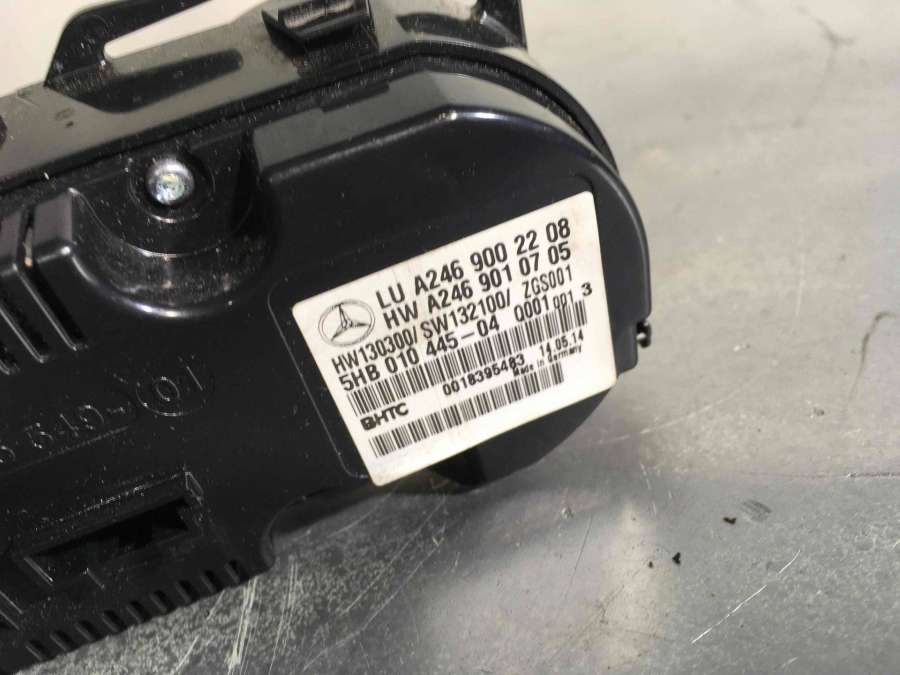 LU A246 900 22 08
HW A246 901 07 05
HW130300/SW132100/ ZGS001
5HB 010 445-04 0001 001 3
BHTC 0018395483 14.05.14
Made in Germany